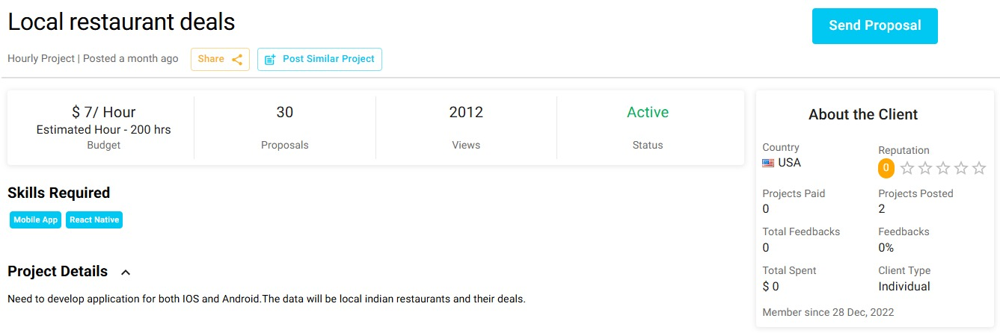 Local restaurant deals
Send Proposal
Hourly Project | Posted a month ago
Share
Post Similar Project
$ 7/ Hour
Estimated Hour - 200 hrs
Budget
30
Proposals
2012
Views
Active
Status
Skills Required
Mobile App
React Native
Project Details
Need to develop application for both IOS and Android.The data will be local indian restaurants and their deals.
About the Client
Country
USA
Reputation
0
Projects Paid
0
Projects Posted
2
Total Feedbacks
0
Feedbacks
0%
Total Spent
$ 0
Client Type
Individual
Member since 28 Dec, 2022